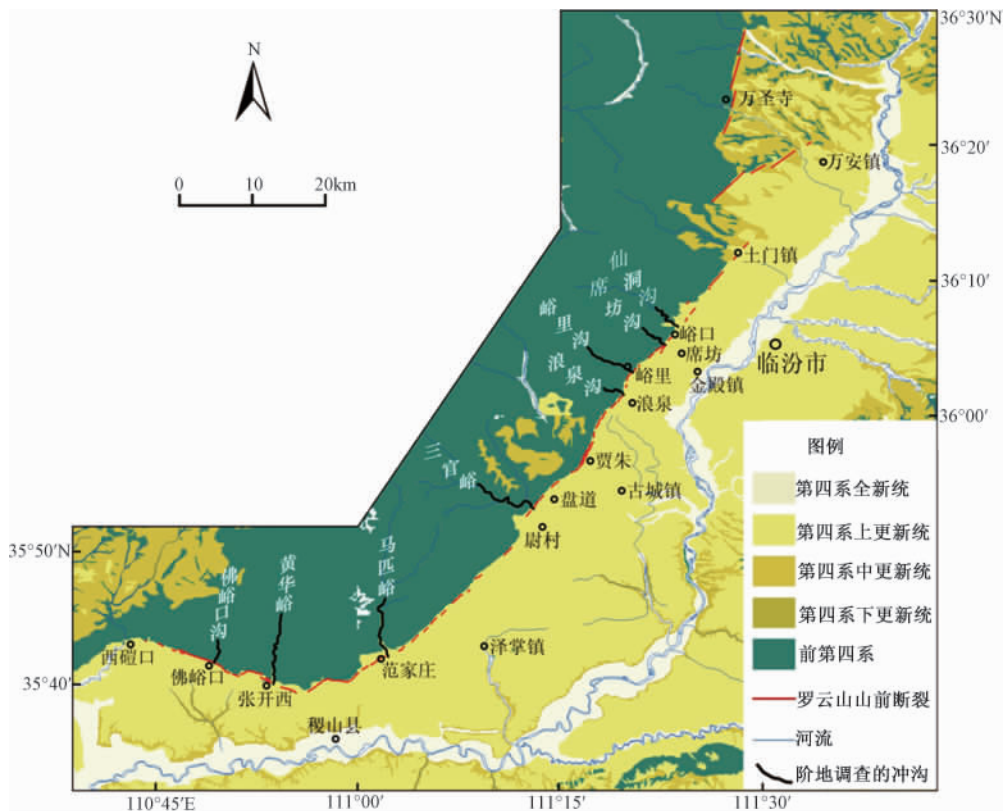 36°30′N
N
万圣寺
36°20′
万安镇
0 10 20km
土门镇
36°10′
仙洞沟
席坊沟
峪里沟
浪泉沟
峪口
席坊
临汾市
峪里
金殿镇
浪泉
36°00′
三官峪
贾朱
盘道
古城镇
尉村
35°50′N
马匹峪
黄华峪
佛峪口沟
西硙口
佛峪口
张开西
范家庄
泽掌镇
35°40′
稷山县
图例
第四系全新统
第四系上更新统
第四系中更新统
第四系下更新统
前第四系
罗云山山前断裂
河流
阶地调查的冲沟
110°45′E 111°00′ 111°15′ 111°30′